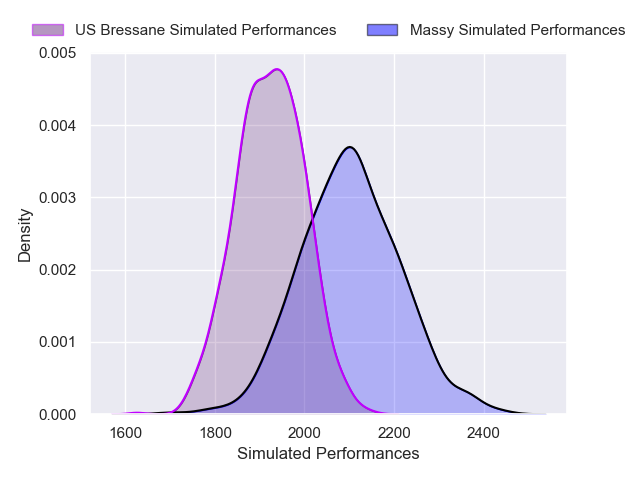 US Bressane Simulated Performances
Massy Simulated Performances
0.005
0.004
0.003
0.002
0.001
0.000
Density
1600
1800
2000
2200
2400
Simulated Performances